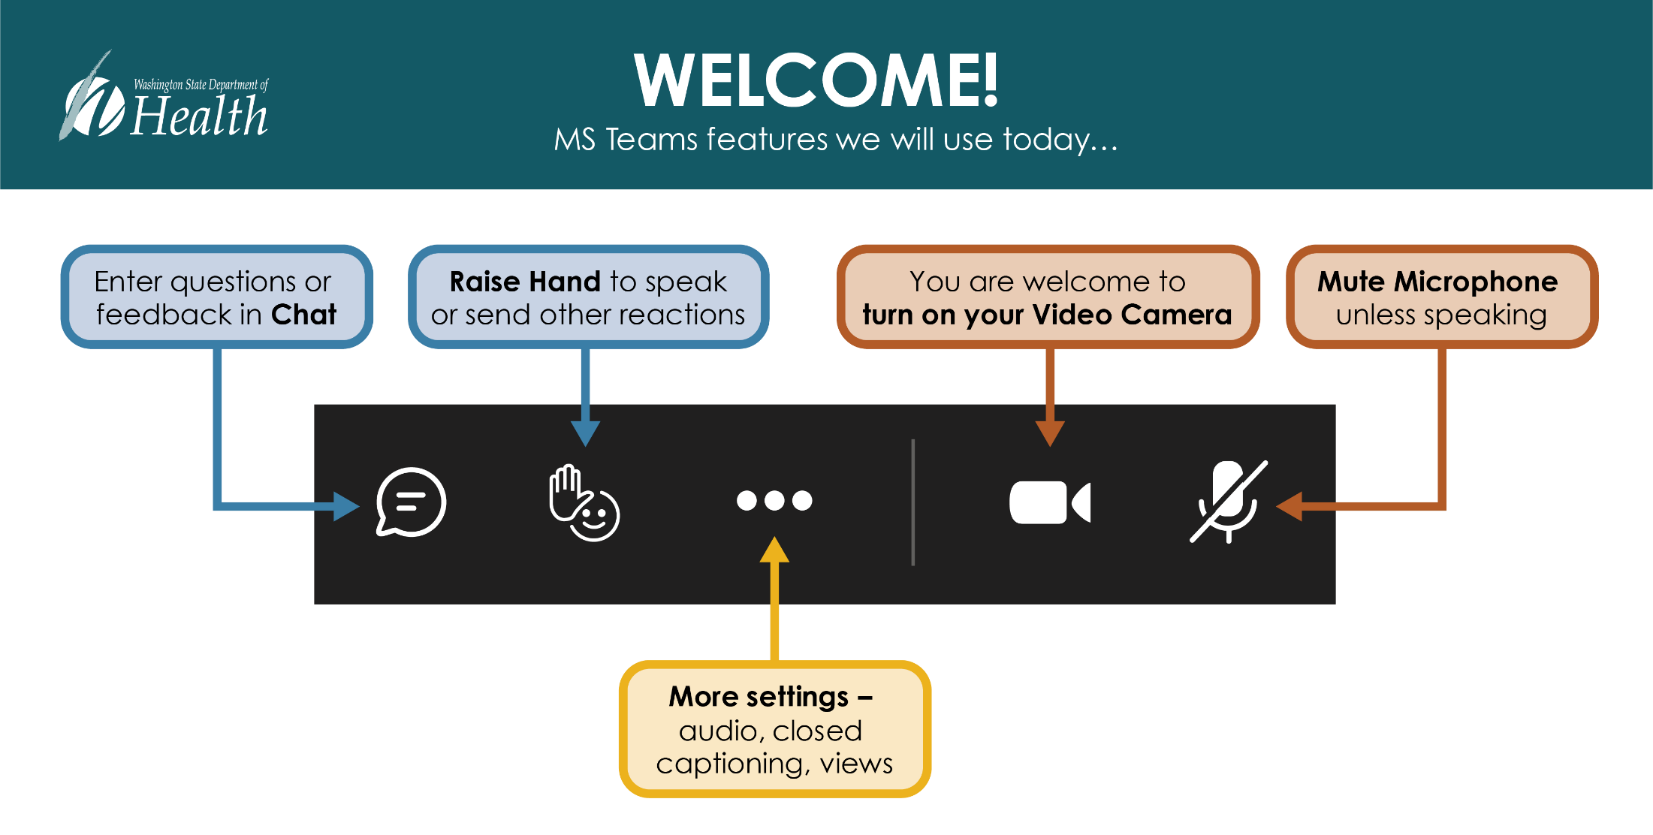 Washington State Department of
Health
WELCOME!
MS Teams features we will use today...
Enter questions or
feedback in Chat
Raise Hand to speak
or send other reactions
You are welcome to
turn on your Video Camera
Mute Microphone
unless speaking
More settings –
audio, closed
captioning, views